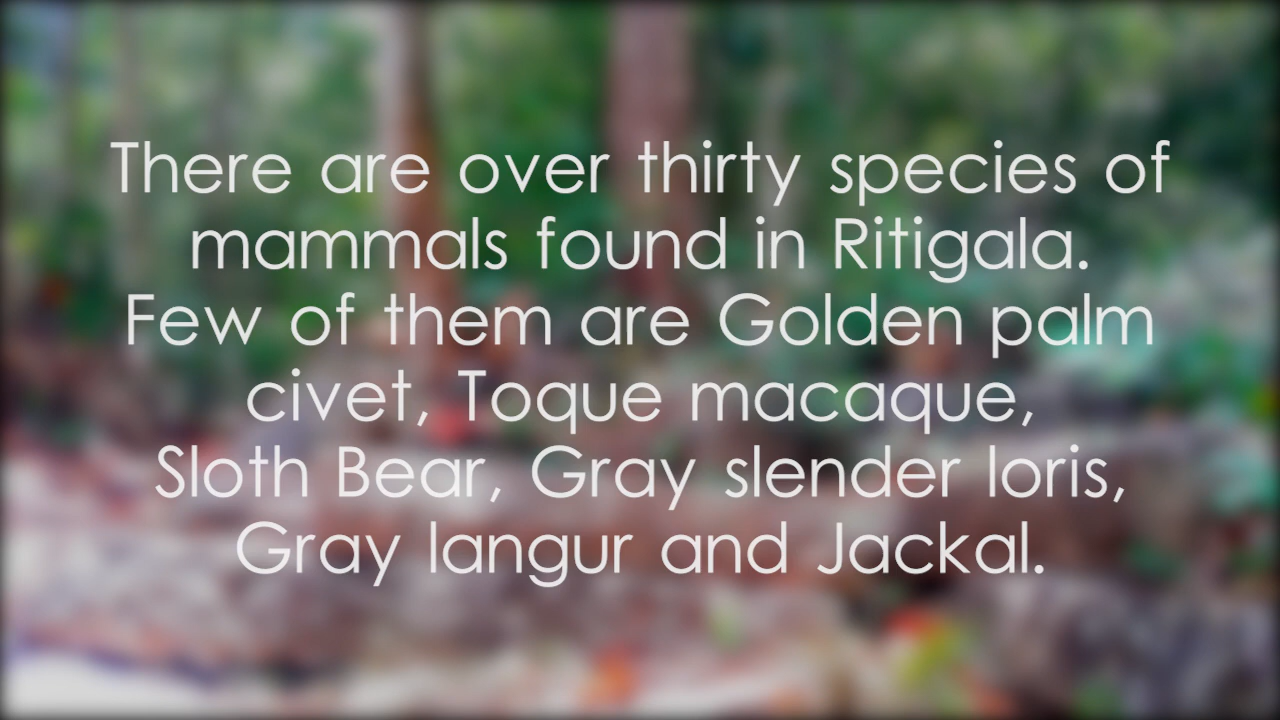 There are over thirty species of
mammals found in Ritigala.
Few of them are Golden palm
civet, Toque macaque,
Sloth Bear, Gray slender loris,
Gray langur and Jackal.